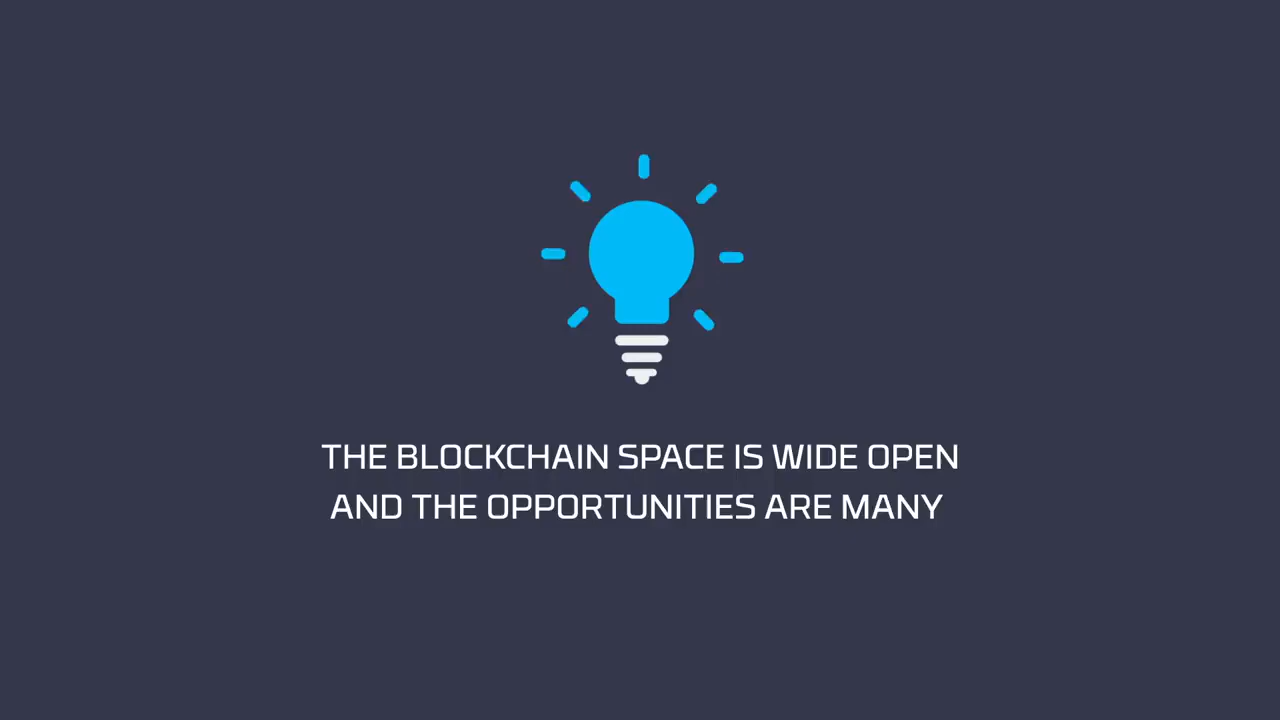 THE BLOCKCHAIN SPACE IS WIDE OPEN
AND THE OPPORTUNITIES ARE MANY